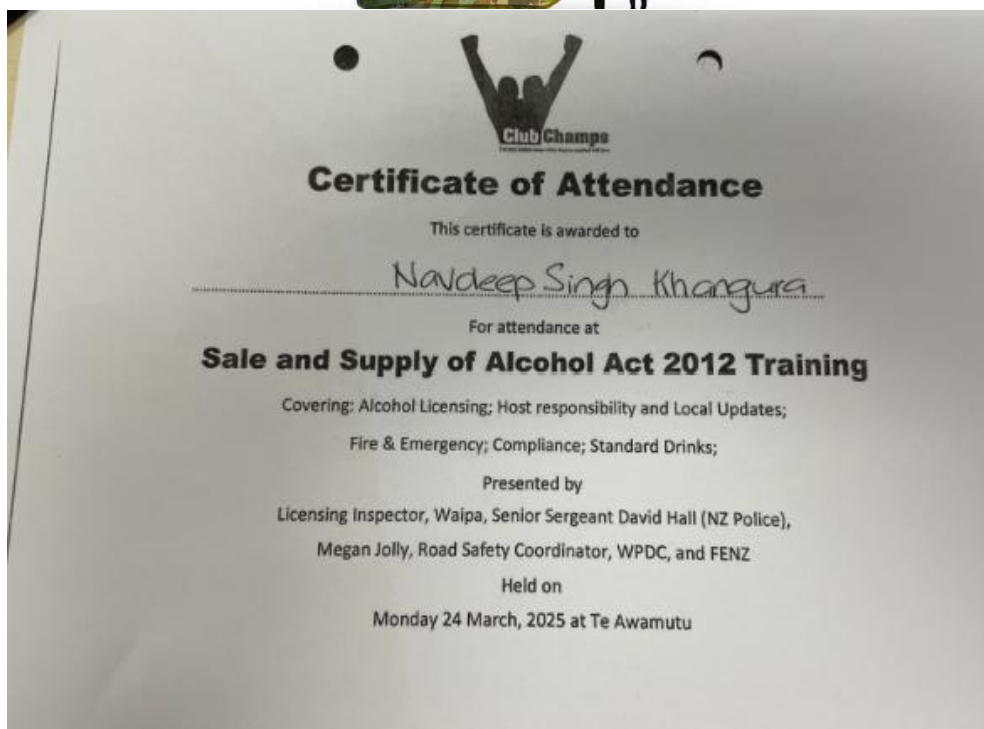 Club Champs
Certificate of Attendance
This certificate is awarded to
Navdeep Singh Khangura
For attendance at
Sale and Supply of Alcohol Act 2012 Training
Covering: Alcohol Licensing; Host responsibility and Local Updates;
Fire & Emergency; Compliance; Standard Drinks;
Presented by
Licensing Inspector, Waipa, Senior Sergeant David Hall (NZ Police),
Megan Jolly, Road Safety Coordinator, WPDC, and FENZ
Held on
Monday 24 March, 2025 at Te Awamutu